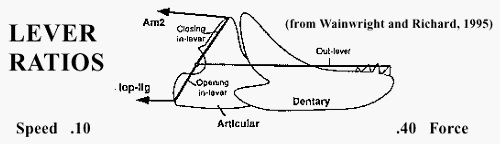 LEVER
RATIOS
(from Wainwright and Richard, 1995)
Am2
Closing
in-lever
Out-lever
Opening
in-lever
Iop-lig
Dentary
Articular
Speed .10
.40 Force